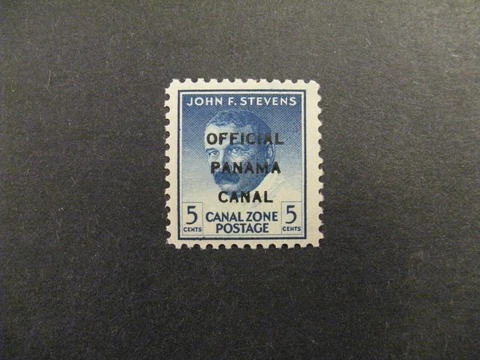 JOHN F. STEVENS
OFFICIAL
PANAMA
CANAL
5 CENTS
CANAL ZONE
POSTAGE
5 CENTS